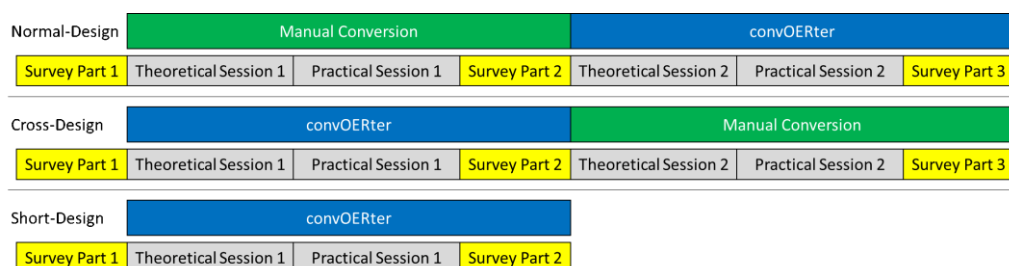 Normal-Design Manual Conversion convOERter
Survey Part 1 Theoretical Session 1 Practical Session 1 Survey Part 2 Theoretical Session 2 Practical Session 2 Survey Part 3
Cross-Design convOERter Manual Conversion
Survey Part 1 Theoretical Session 1 Practical Session 1 Survey Part 2 Theoretical Session 2 Practical Session 2 Survey Part 3
Short-Design convOERter
Survey Part 1 Theoretical Session 1 Practical Session 1 Survey Part 2